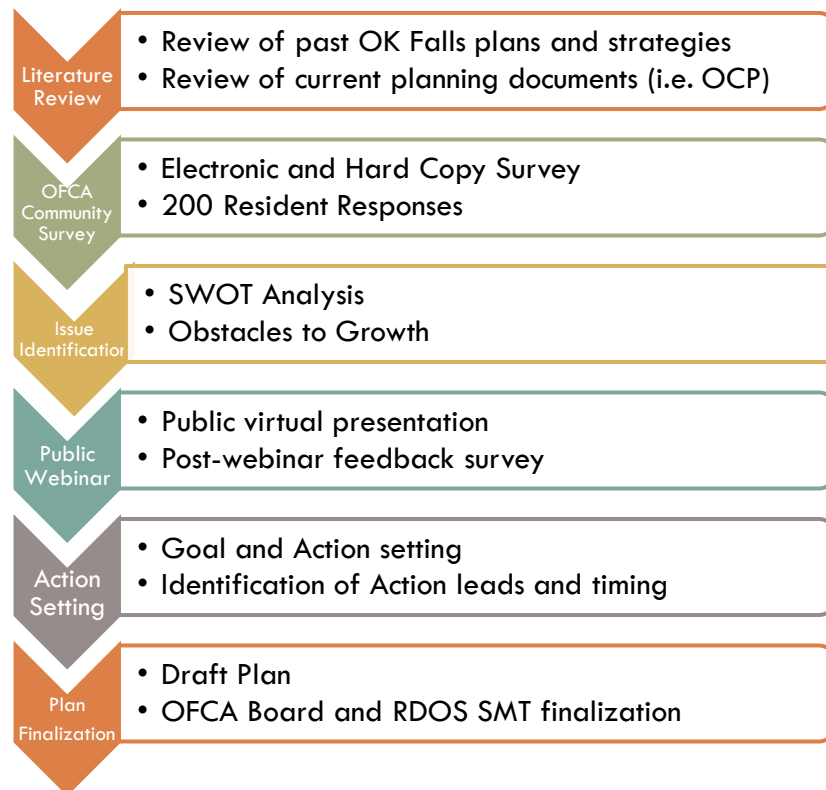 Literature
Review
• Review of past OK Falls plans and strategies
• Review of current planning documents (i.e. OCP)
OFCA
Community
Survey
• Electronic and Hard Copy Survey
• 200 Resident Responses
Issue
Identification
• SWOT Analysis
• Obstacles to Growth
Public
Webinar
• Public virtual presentation
• Post-webinar feedback survey
Action
Setting
• Goal and Action setting
• Identification of Action leads and timing
Plan
Finalization
• Draft Plan
• OFCA Board and RDOS SMT finalization